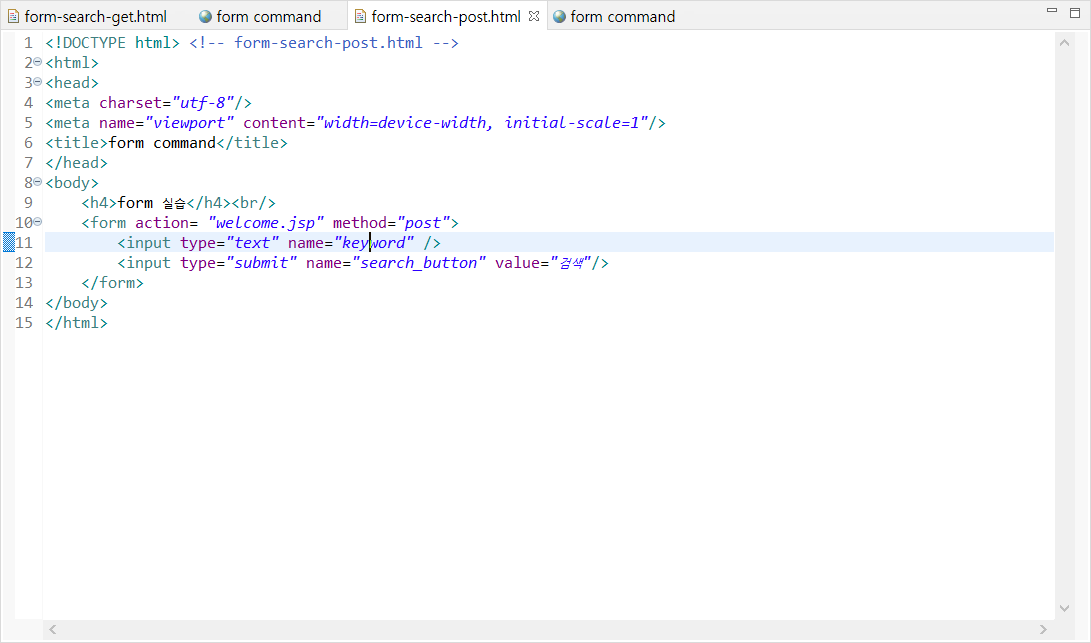 form-search-get.html form command form-search-post.html form command
1 <!DOCTYPE html> <!-- form-search-post.html -->
2 <html>
3 <head>
4 <meta charset="utf-8"/>
5 <meta name="viewport" content="width=device-width, initial-scale=1"/>
6 <title>form command</title>
7 </head>
8 <body>
9     <h4>form 실습</h4><br/>
10     <form action= "welcome.jsp" method="post">
11         <input type="text" name="keyword" />
12         <input type="submit" name="search_button" value="검색"/>
13     </form>
14 </body>
15 </html>